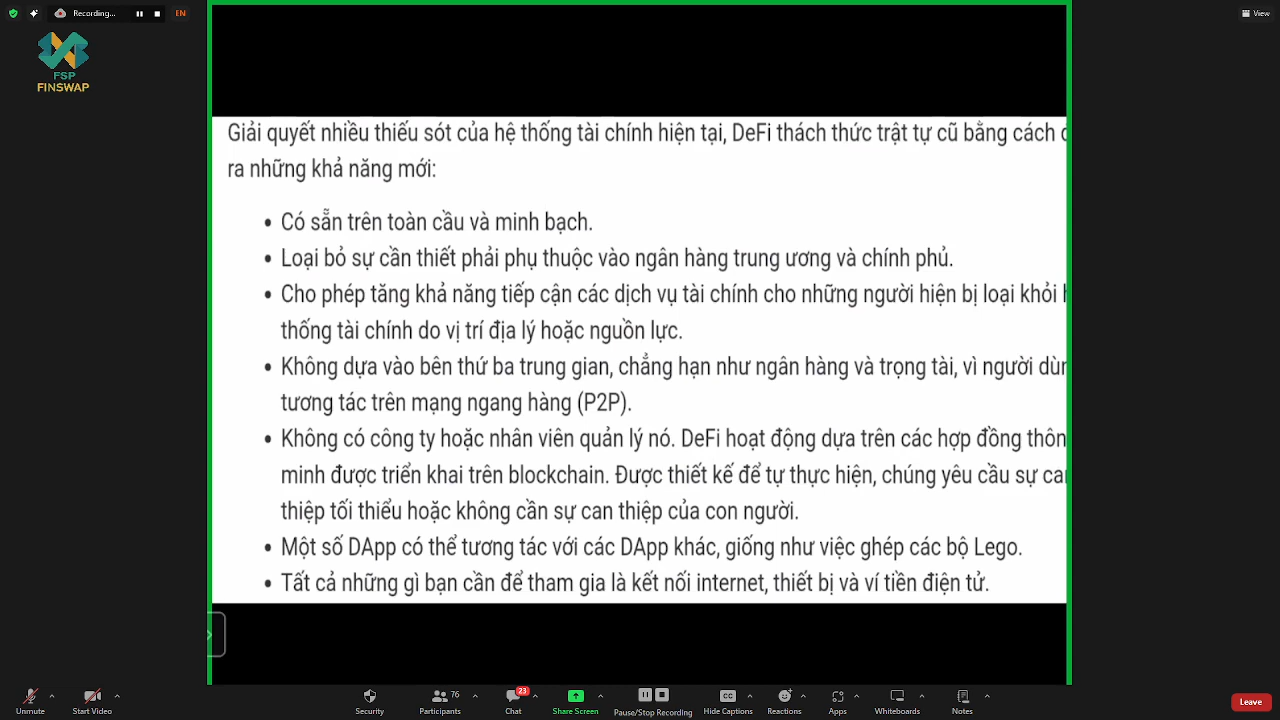 Recording...
EN
View
FSP
FINSWAP
Giải quyết nhiều thiếu sót của hệ thống tài chính hiện tại, DeFi thách thức trật tự cũ bằng cách
ra những khả năng mới:
• Có sẵn trên toàn cầu và minh bạch.
• Loại bỏ sự cần thiết phải phụ thuộc vào ngân hàng trung ương và chính phủ.
• Cho phép tăng khả năng tiếp cận các dịch vụ tài chính cho những người hiện bị loại khỏi
thống tài chính do vị trí địa lý hoặc nguồn lực.
• Không dựa vào bên thứ ba trung gian, chẳng hạn như ngân hàng và trọng tài, vì người
tương tác trên mạng ngang hàng (P2P).
• Không có công ty hoặc nhân viên quản lý nó. DeFi hoạt động dựa trên các hợp đồng thôn
minh được triển khai trên blockchain. Được thiết kế để tự thực hiện, chúng yêu cầu sự
thiệp tối thiểu hoặc không cần sự can thiệp của con người.
• Một số DApp có thể tương tác với các DApp khác, giống như việc ghép các bộ Lego.
• Tất cả những gì bạn cần để tham gia là kết nối internet, thiết bị và ví tiền điện tử.
Unmute
Start Video
Security
76
Participants
23
Chat
Share Screen
Pause/Stop Recording
CC
Hide Captions
Reactions
Apps
Whiteboards
Notes
Leave